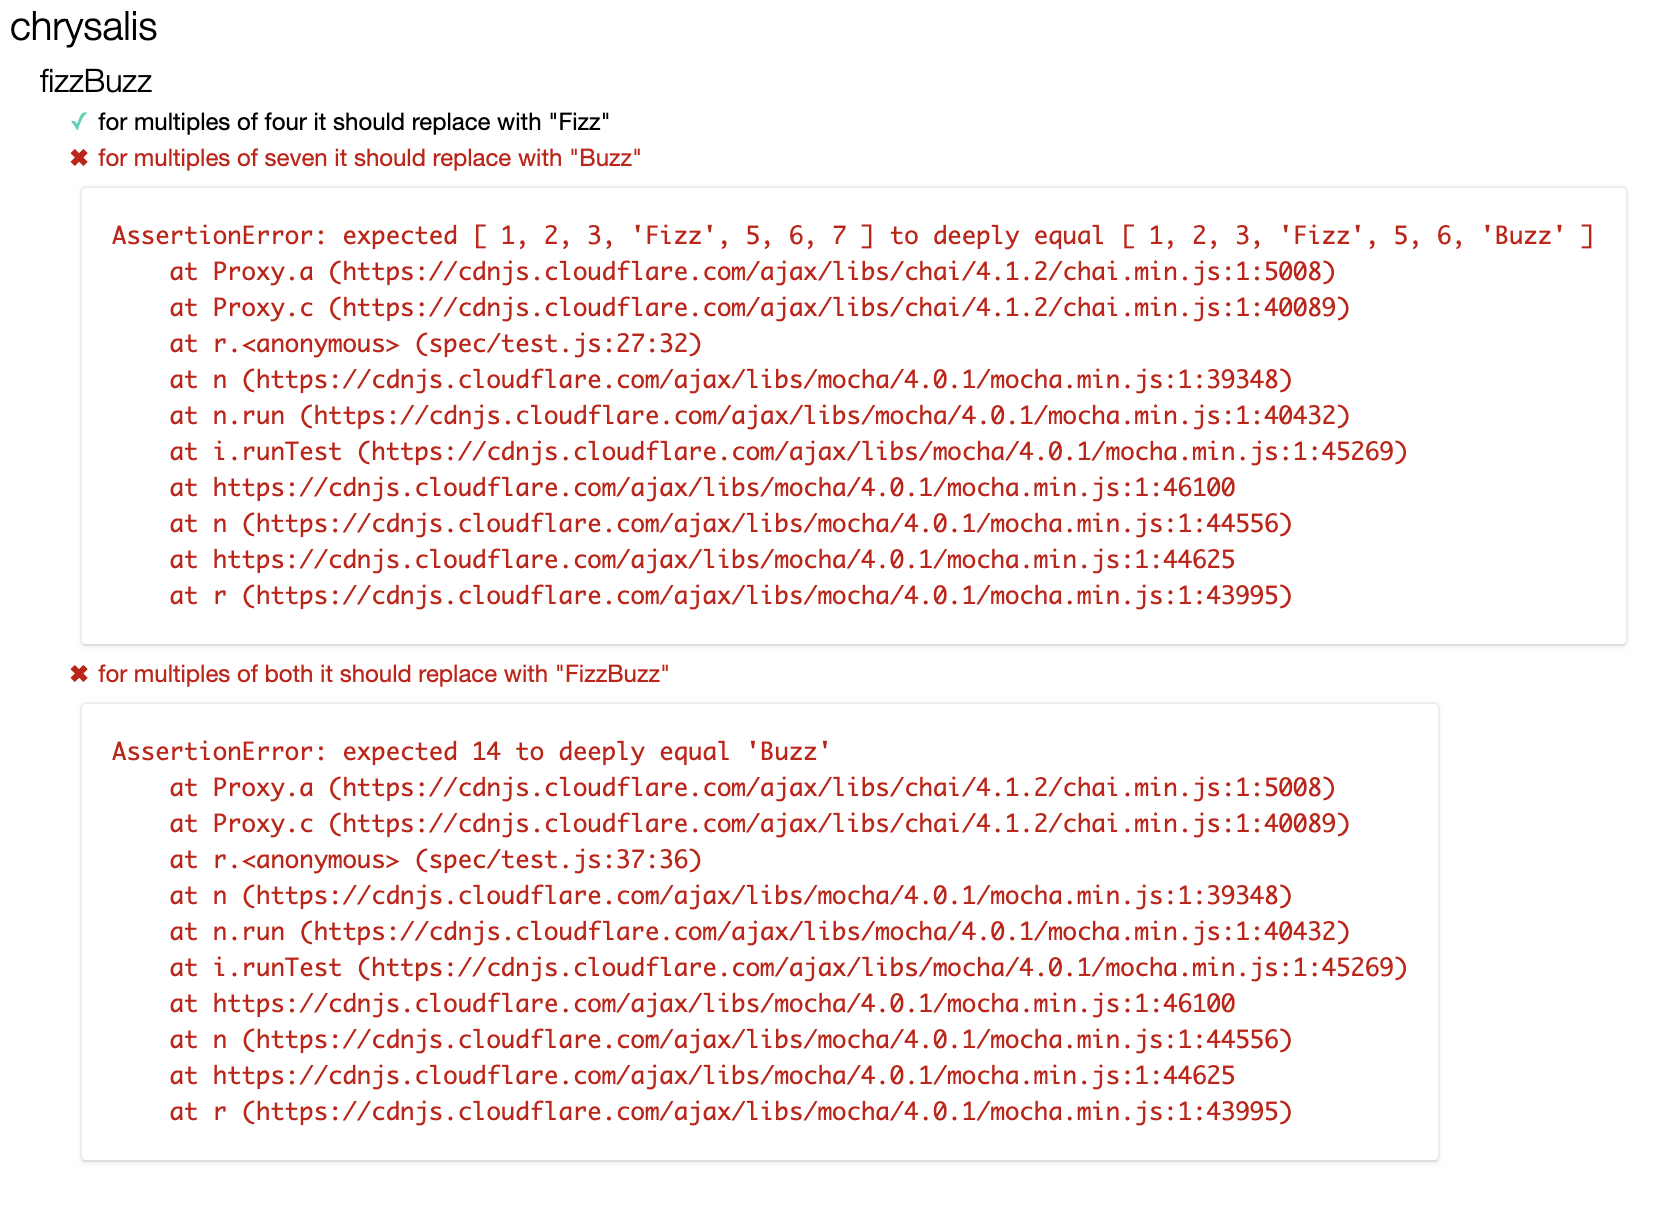 chrysalis
fizzBuzz
✓ for multiples of four it should replace with "Fizz"
✖ for multiples of seven it should replace with "Buzz"
AssertionError: expected [ 1, 2, 3, 'Fizz', 5, 6, 7 ] to deeply equal [ 1, 2, 3, 'Fizz', 5, 6, 'Buzz' ]
    at Proxy.a (https://cdnjs.cloudflare.com/ajax/libs/chai/4.1.2/chai.min.js:1:5008)
    at Proxy.c (https://cdnjs.cloudflare.com/ajax/libs/chai/4.1.2/chai.min.js:1:40089)
    at r.<anonymous> (spec/test.js:27:32)
    at n (https://cdnjs.cloudflare.com/ajax/libs/mocha/4.0.1/mocha.min.js:1:39348)
    at n.run (https://cdnjs.cloudflare.com/ajax/libs/mocha/4.0.1/mocha.min.js:1:40432)
    at i.runTest (https://cdnjs.cloudflare.com/ajax/libs/mocha/4.0.1/mocha.min.js:1:45269)
    at https://cdnjs.cloudflare.com/ajax/libs/mocha/4.0.1/mocha.min.js:1:46100
    at n (https://cdnjs.cloudflare.com/ajax/libs/mocha/4.0.1/mocha.min.js:1:44556)
    at https://cdnjs.cloudflare.com/ajax/libs/mocha/4.0.1/mocha.min.js:1:44625
    at r (https://cdnjs.cloudflare.com/ajax/libs/mocha/4.0.1/mocha.min.js:1:43995)
✖ for multiples of both it should replace with "FizzBuzz"
AssertionError: expected 14 to deeply equal 'Buzz'
    at Proxy.a (https://cdnjs.cloudflare.com/ajax/libs/chai/4.1.2/chai.min.js:1:5008)
    at Proxy.c (https://cdnjs.cloudflare.com/ajax/libs/chai/4.1.2/chai.min.js:1:40089)
    at r.<anonymous> (spec/test.js:37:36)
    at n (https://cdnjs.cloudflare.com/ajax/libs/mocha/4.0.1/mocha.min.js:1:39348)
    at n.run (https://cdnjs.cloudflare.com/ajax/libs/mocha/4.0.1/mocha.min.js:1:40432)
    at i.runTest (https://cdnjs.cloudflare.com/ajax/libs/mocha/4.0.1/mocha.min.js:1:45269)
    at https://cdnjs.cloudflare.com/ajax/libs/mocha/4.0.1/mocha.min.js:1:46100
    at n (https://cdnjs.cloudflare.com/ajax/libs/mocha/4.0.1/mocha.min.js:1:44556)
    at https://cdnjs.cloudflare.com/ajax/libs/mocha/4.0.1/mocha.min.js:1:44625
    at r (https://cdnjs.cloudflare.com/ajax/libs/mocha/4.0.1/mocha.min.js:1:43995)